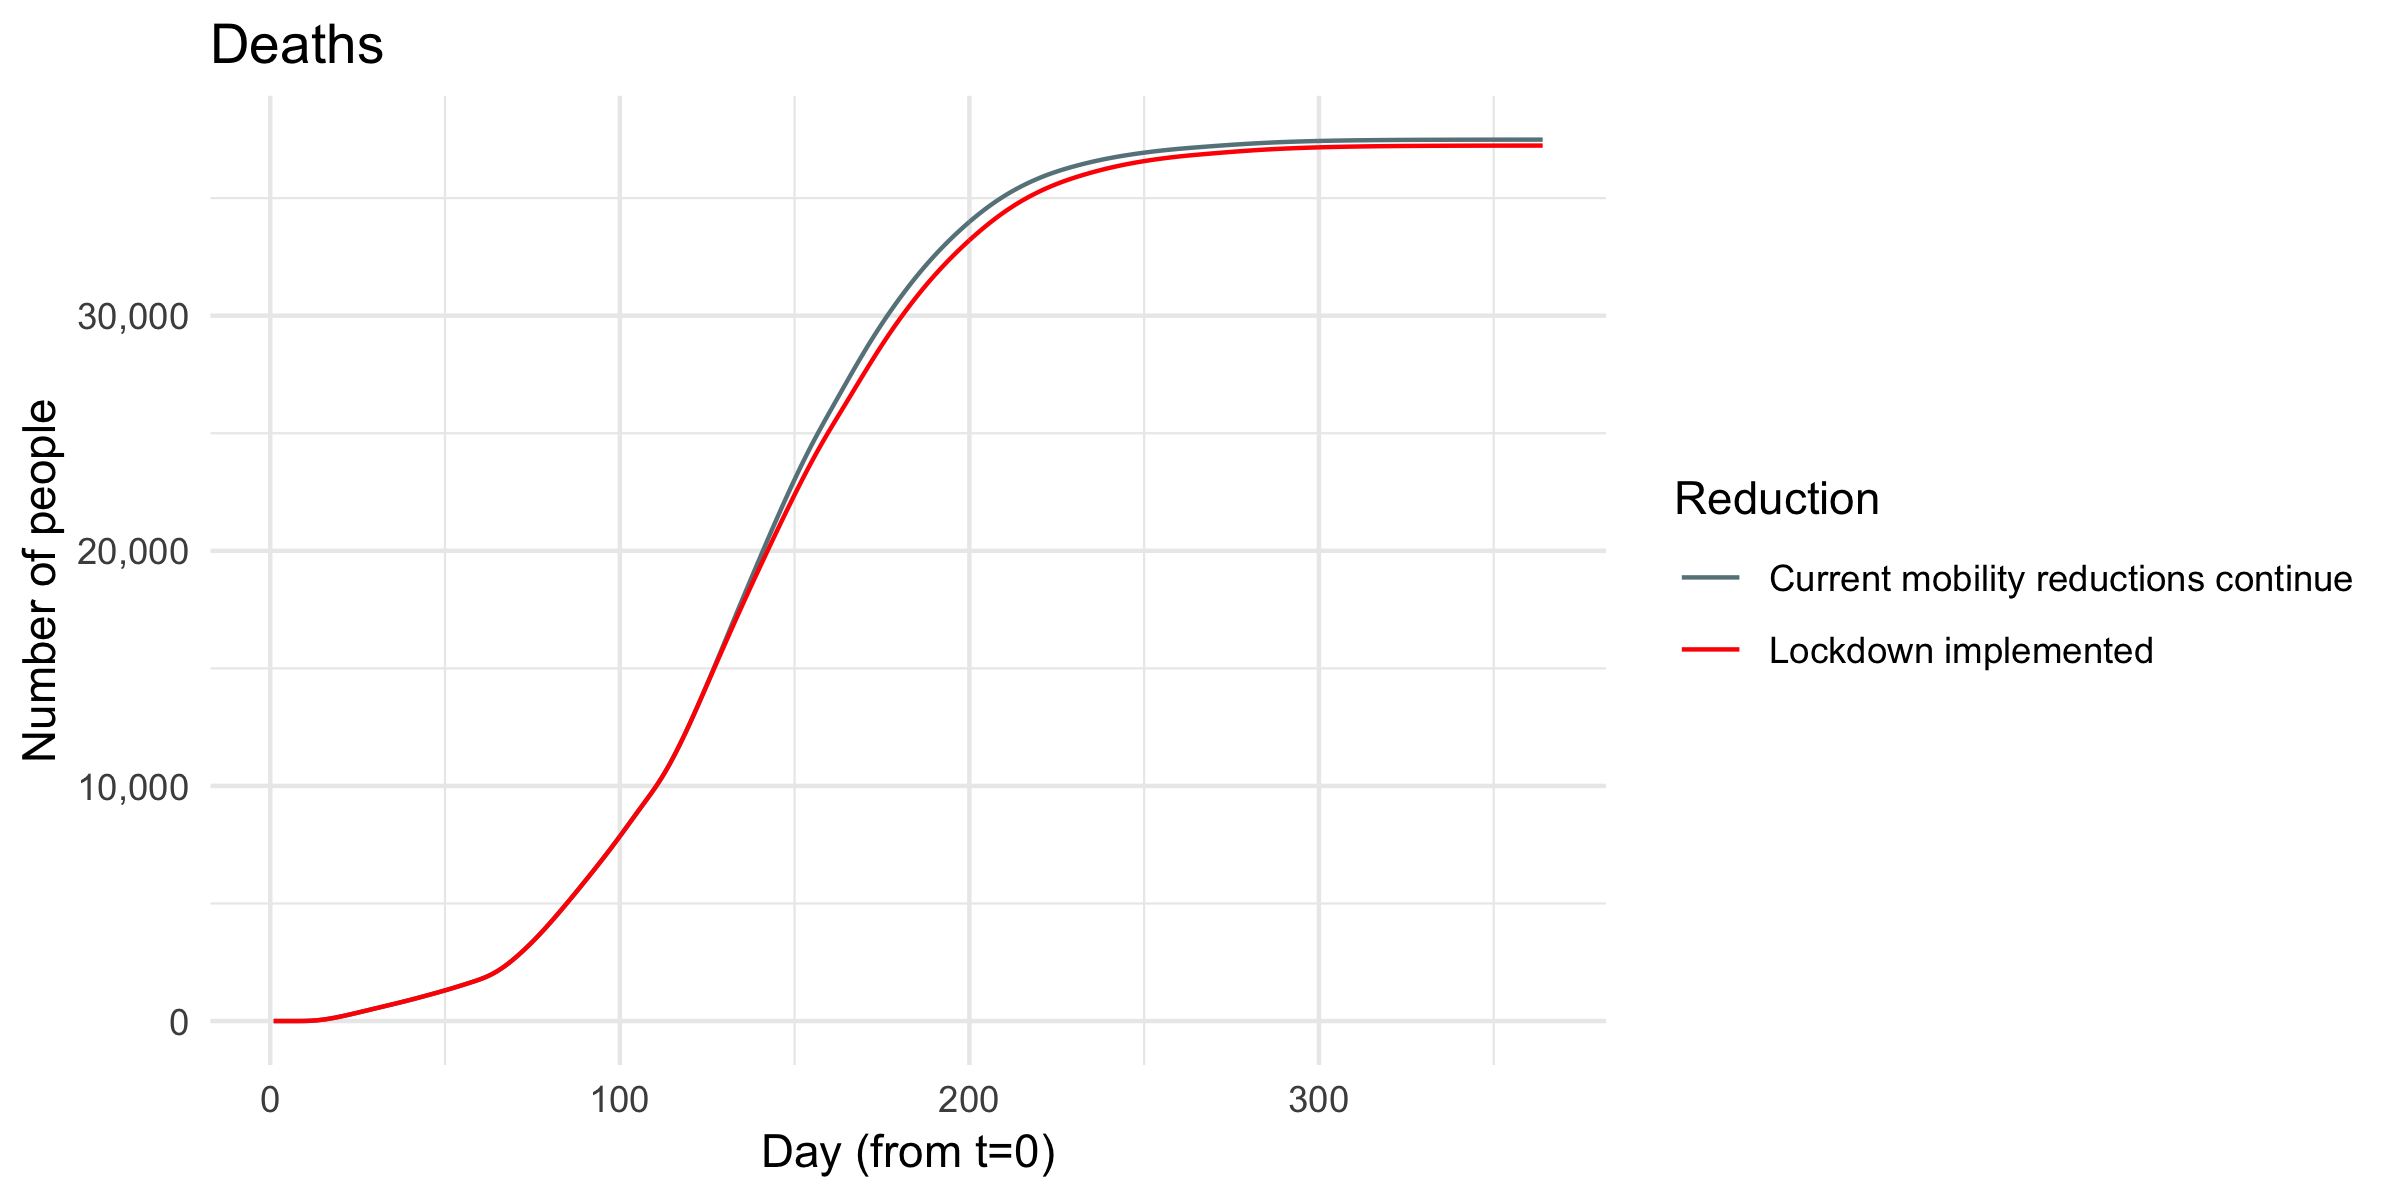 Deaths
Number of people
30,000
20,000
10,000
0
0 100 200 300
Day (from t=0)
Reduction
Current mobility reductions continue
Lockdown implemented